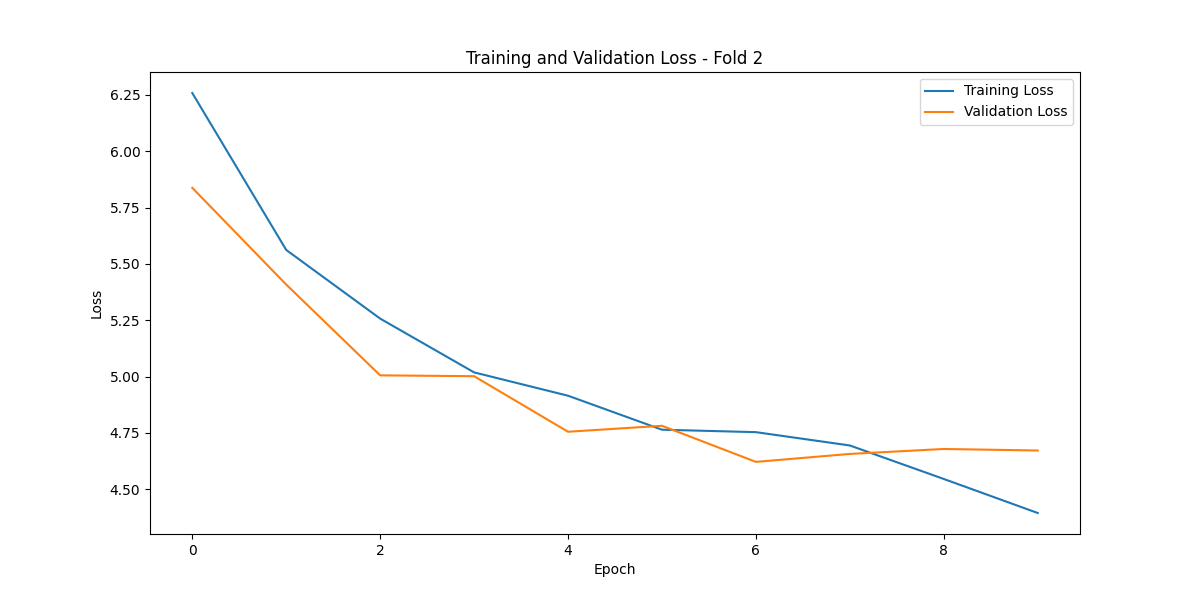 Training and Validation Loss - Fold 2
Training Loss
Validation Loss
6.25
6.00
5.75
5.50
5.25
5.00
4.75
4.50
Loss
0 2 4 6 8
Epoch